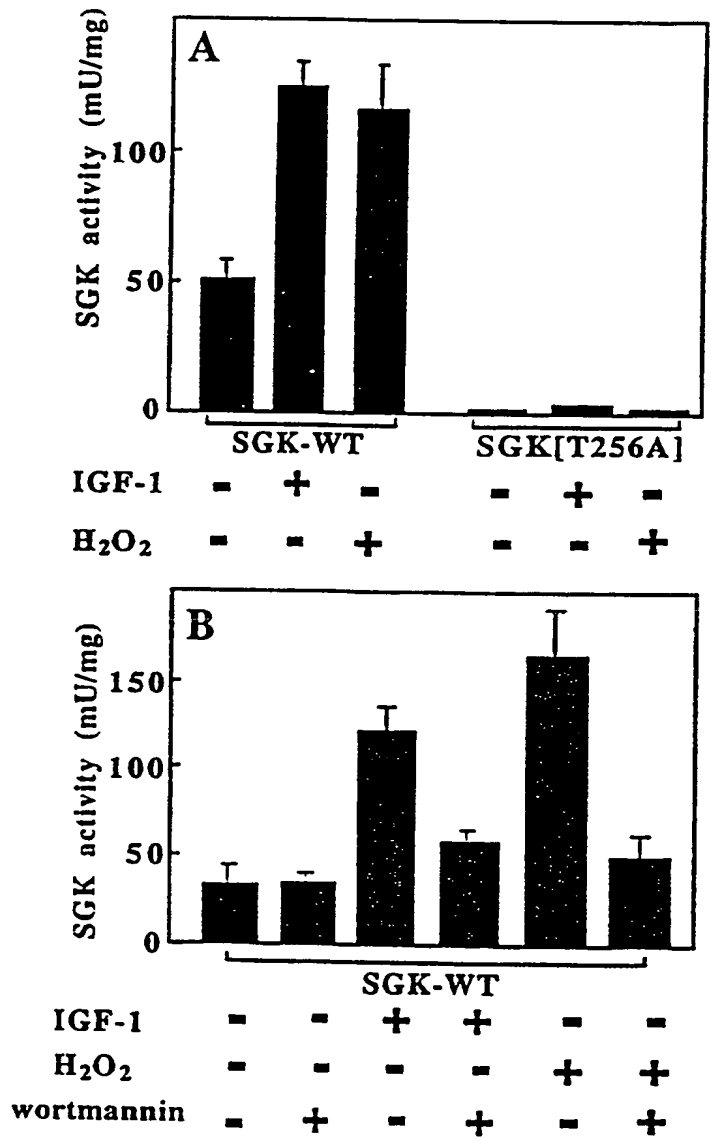 A
SGK activity (mU/mg)
100
50
0
SGK-WT SGK[T256A]
IGF-1 - + - - + -
H₂O₂ - - + - - +
B
SGK activity (mU/mg)
150
100
50
0
SGK-WT
IGF-1 - - + + - -
H₂O₂ - - - - + +
wortmannin - + - + - +